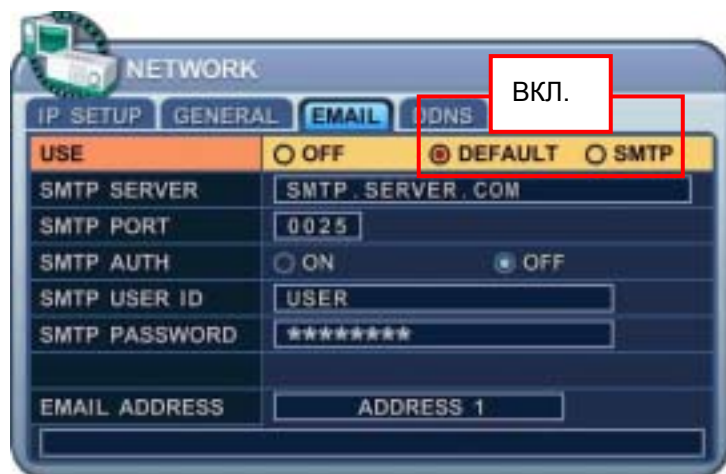 NETWORK
ВКЛ.
IP SETUP GENERAL EMAIL DDNS
USE OFF DEFAULT SMTP
SMTP SERVER SMTP.SERVER.COM
SMTP PORT 0025
SMTP AUTH ON OFF
SMTP USER ID USER
SMTP PASSWORD ********
EMAIL ADDRESS ADDRESS 1